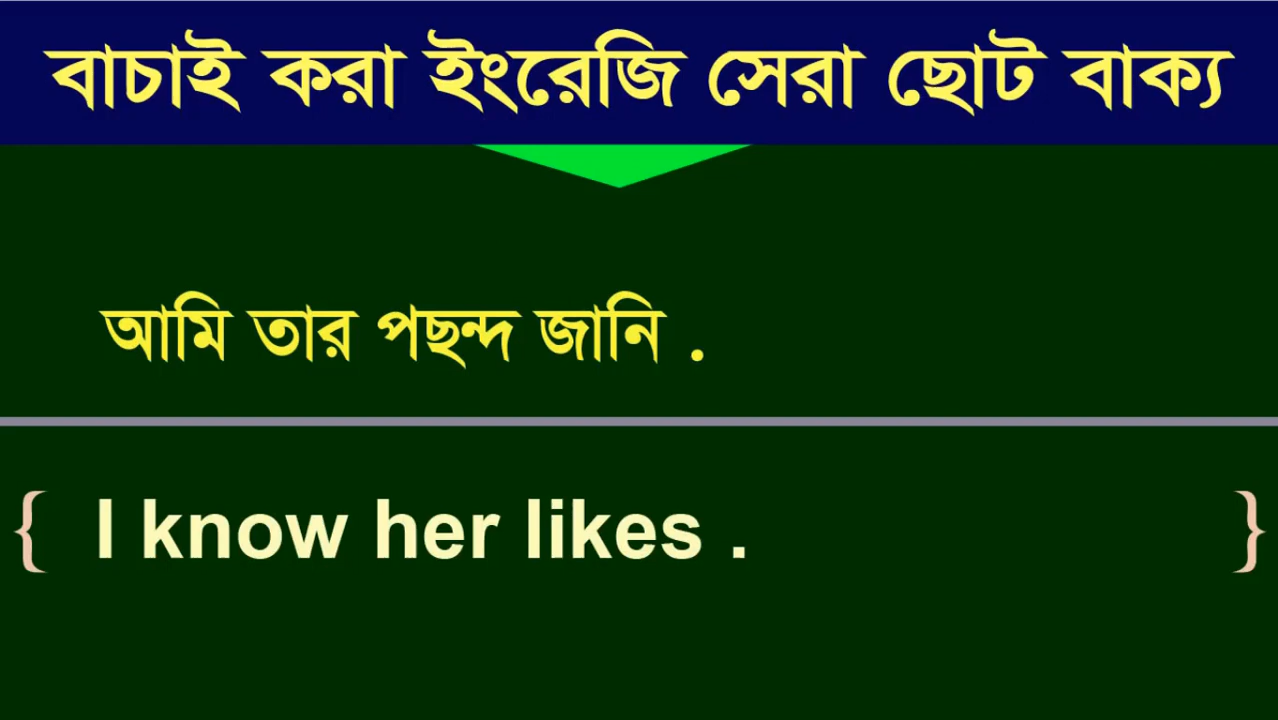 বাচাই করা ইংরেজি সেরা ছোট বাক্য
আমি তার পছন্দ জানি .
{ I know her likes . }